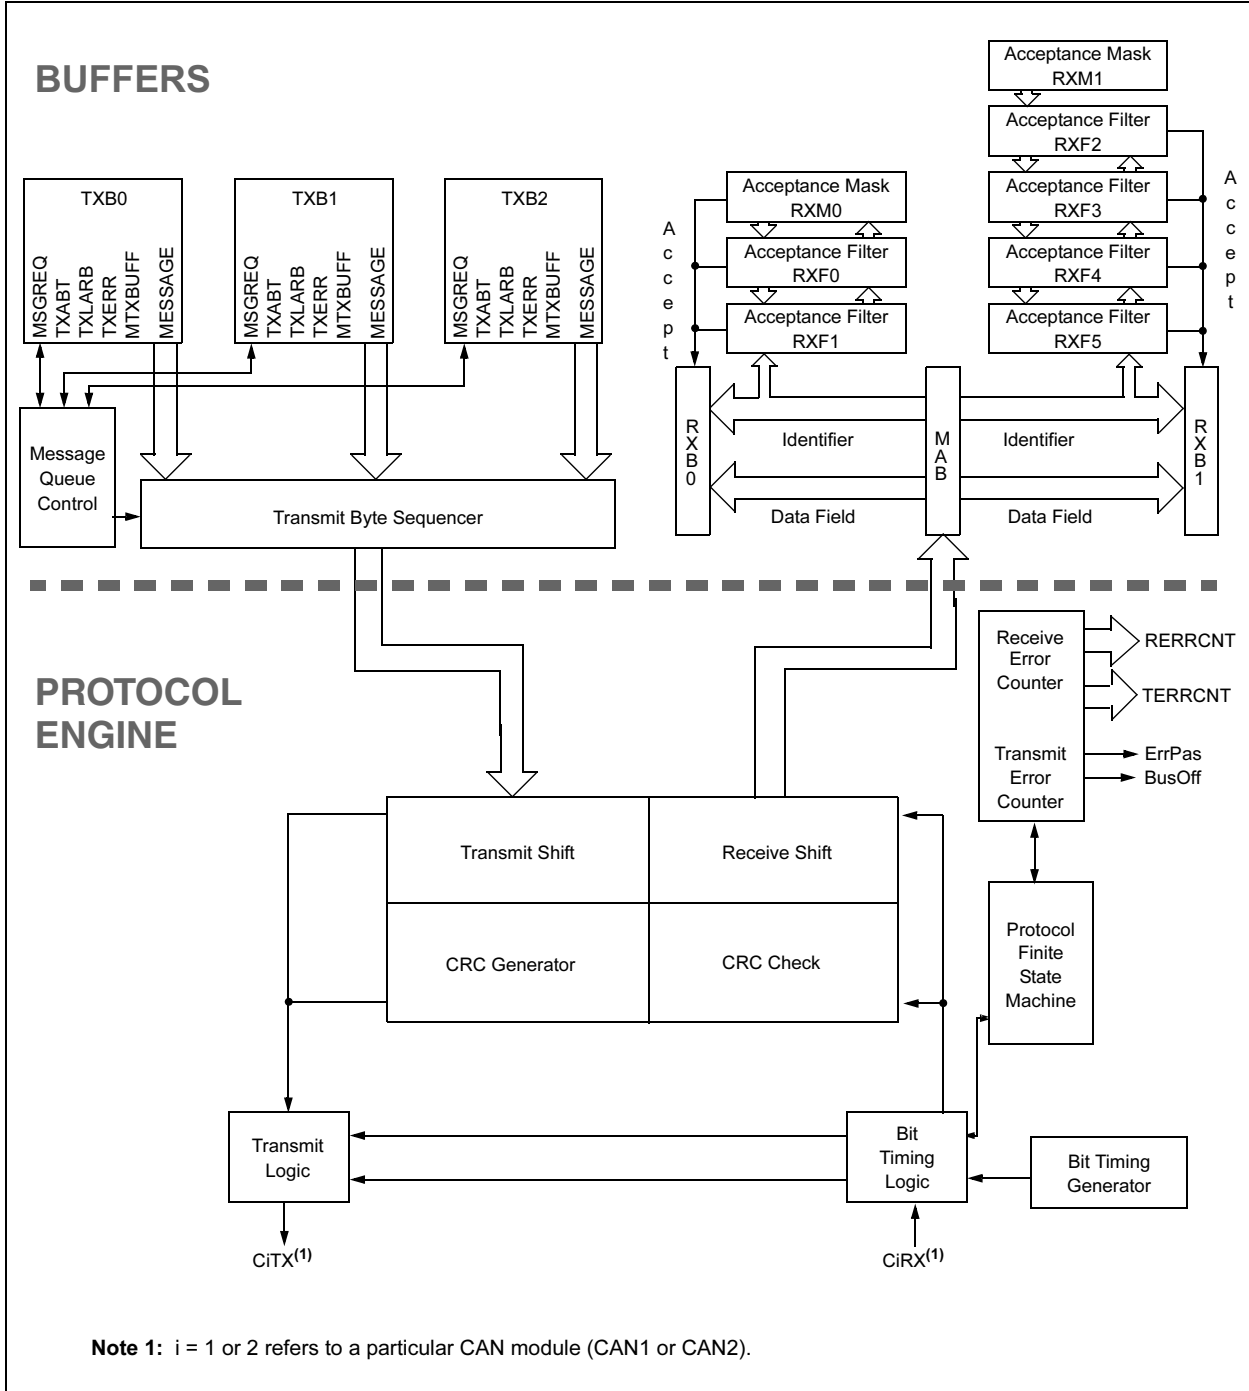 BUFFERS
Acceptance Mask
RXM1
Acceptance Filter
RXF2
Acceptance Filter
RXF3
Acceptance Filter
RXF4
Acceptance Filter
RXF5
Accept
Acceptance Mask
RXM0
Acceptance Filter
RXF0
Acceptance Filter
RXF1
Accept
TXB0
MSGREQ
TXABT
TXLARB
TXERR
MTXBUFF
MESSAGE
TXB1
MSGREQ
TXABT
TXLARB
TXERR
MTXBUFF
MESSAGE
TXB2
MSGREQ
TXABT
TXLARB
TXERR
MTXBUFF
MESSAGE
Message
Queue
Control
Transmit Byte Sequencer
RXB0
Identifier
Data Field
MAB
Identifier
Data Field
RXB1
PROTOCOL
ENGINE
Receive
Error
Counter
Transmit
Error
Counter
RERRCNT
TERRCNT
ErrPas
BusOff
Transmit Shift
Receive Shift
CRC Generator
CRC Check
Protocol
Finite
State
Machine
Transmit
Logic
Bit
Timing
Logic
Bit Timing
Generator
CiTX(1)
CiRX(1)
Note 1: i = 1 or 2 refers to a particular CAN module (CAN1 or CAN2).